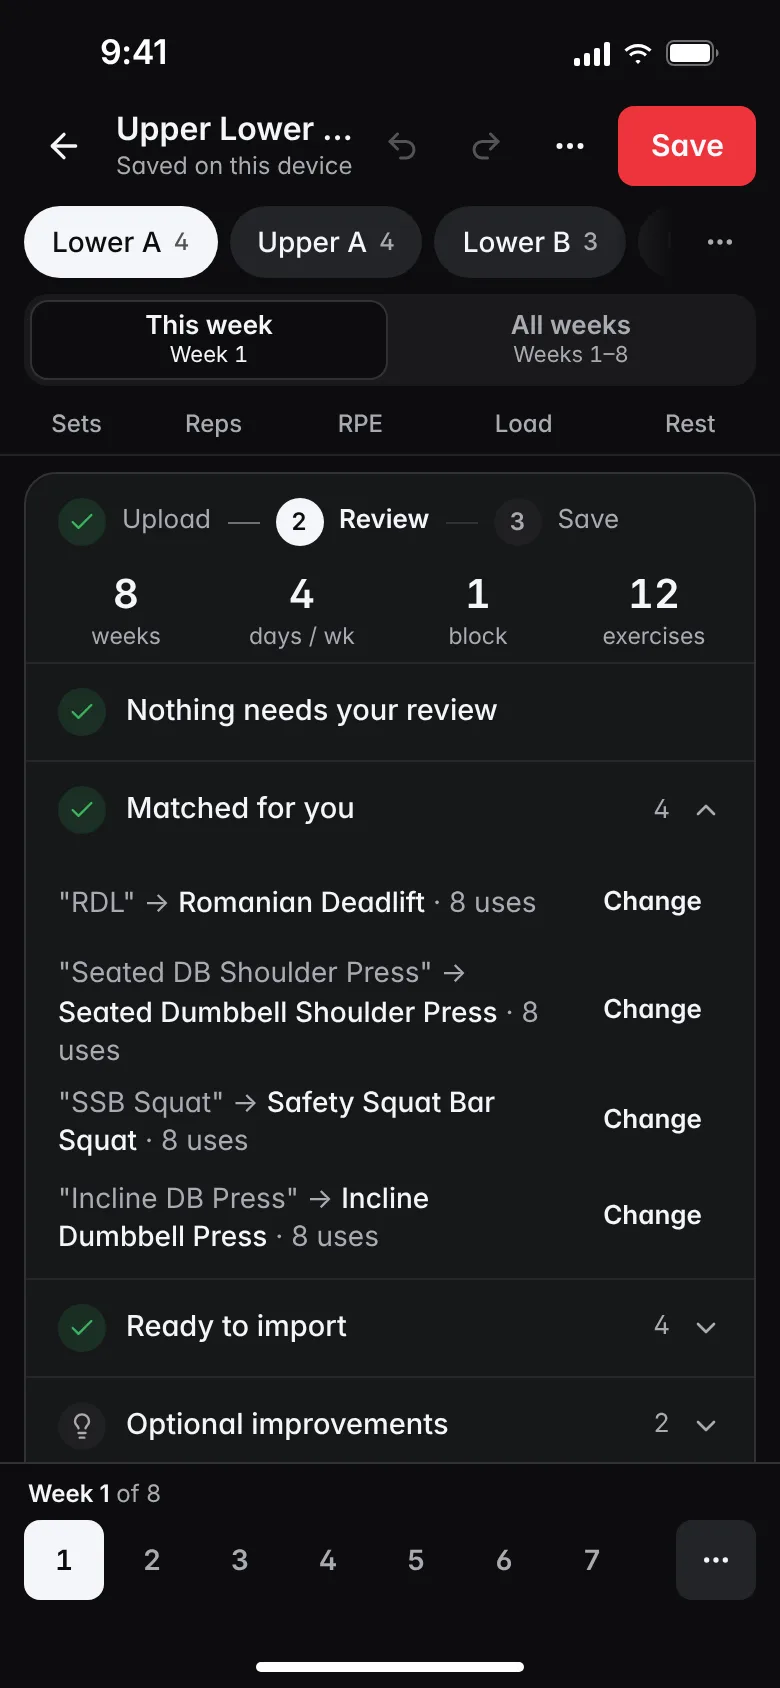 9:41
Upper Lower ...
Saved on this device
Save
Lower A 4
Upper A 4
Lower B 3
This week
Week 1
All weeks
Weeks 1–8
Sets Reps RPE Load Rest
Upload
2 Review
3 Save
8 weeks
4 days / wk
1 block
12 exercises
Nothing needs your review
Matched for you 4
"RDL" → Romanian Deadlift · 8 uses
Change
"Seated DB Shoulder Press" →
Seated Dumbbell Shoulder Press · 8
uses
Change
"SSB Squat" → Safety Squat Bar
Squat · 8 uses
Change
"Incline DB Press" → Incline
Dumbbell Press · 8 uses
Change
Ready to import 4
Optional improvements 2
Week 1 of 8
1 2 3 4 5 6 7